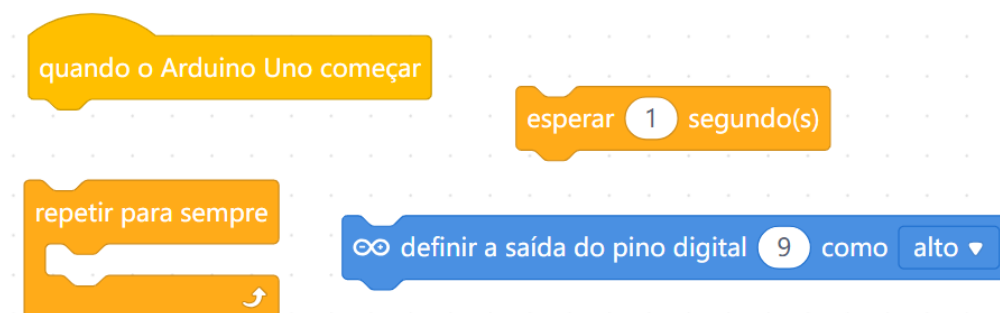 quando o Arduino Uno começar
esperar 1 segundo(s)
repetir para sempre
definir a saída do pino digital 9 como alto